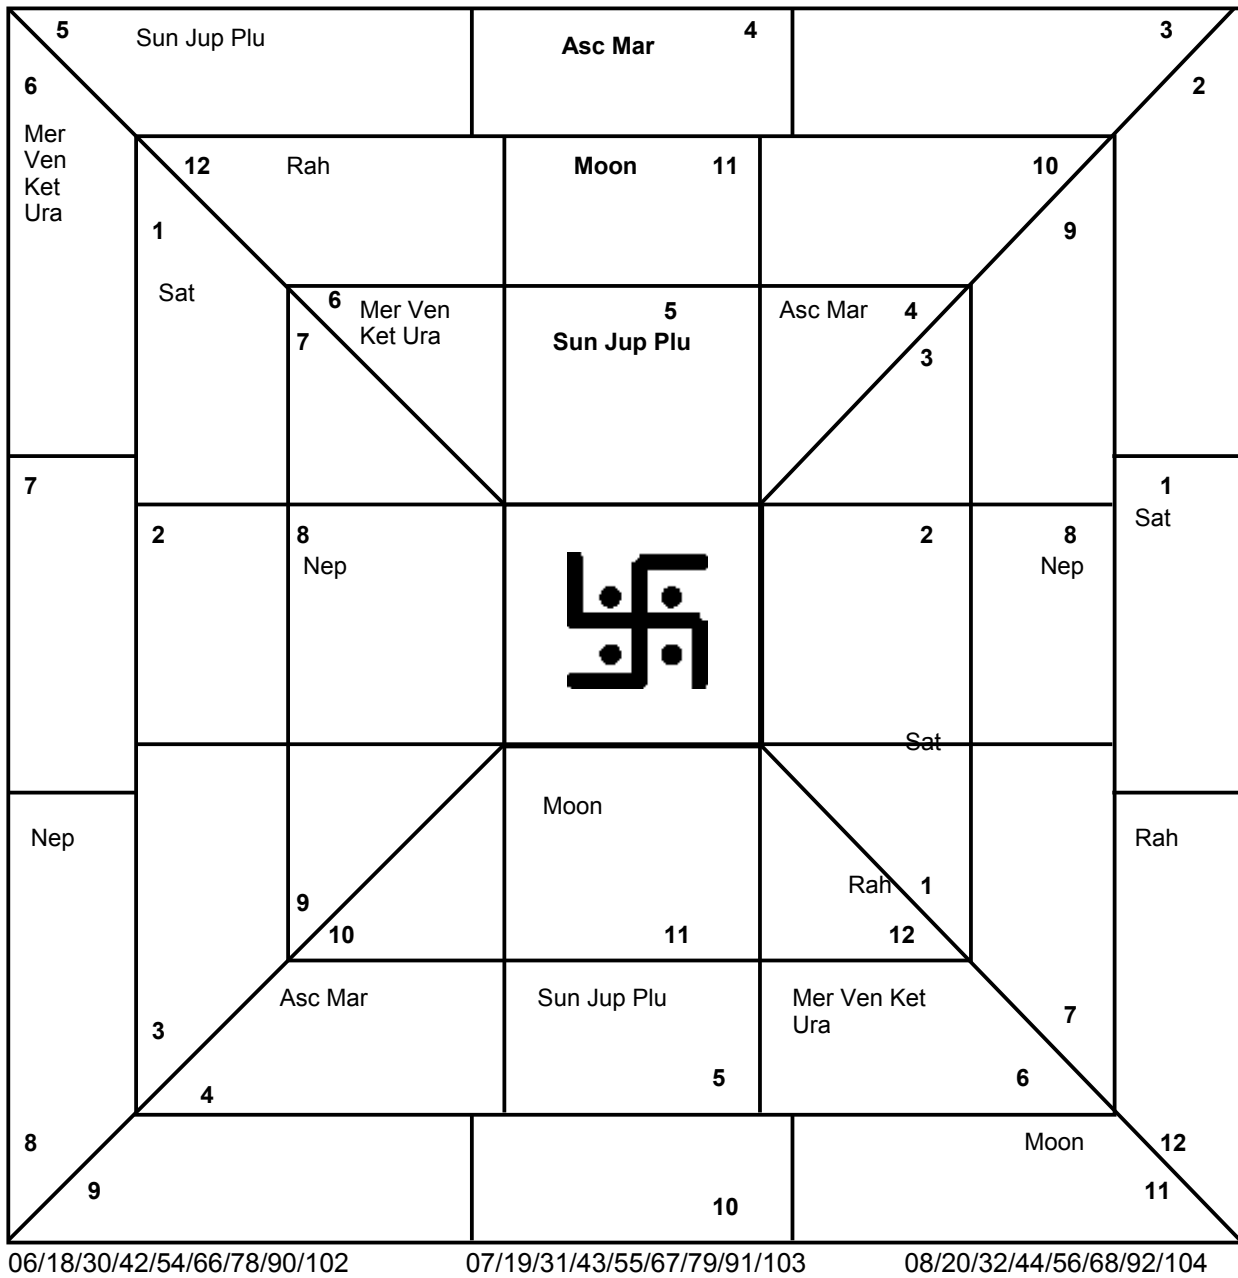 5 Sun Jup Plu Asc Mar 4 3
6 2
Mer
Ven
Ket
Ura
12 Rah Moon 11 10
1 9
Sat
6 Mer Ven 5 Asc Mar 4
Ket Ura
7 Sun Jup Plu 3
7 1
Sat
2 8 2 8
Nep Nep
Sat
Moon
Nep Rah
9 Rah 1
10 11 12
Asc Mar Sun Jup Plu Mer Ven Ket
Ura
3 7
4 5 6
8 Moon 12
9 10 11
06/18/30/42/54/66/78/90/102 07/19/31/43/55/67/79/91/103 08/20/32/44/56/68/92/104